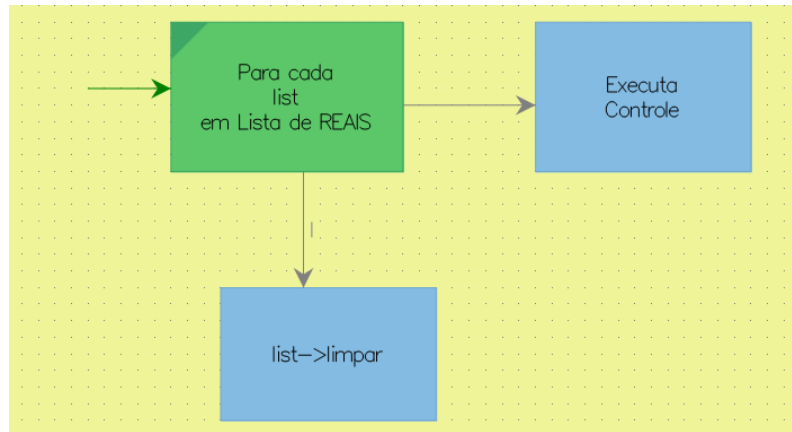 Para cada
list
em Lista de REAIS
Executa
Controle
l
list->limpar